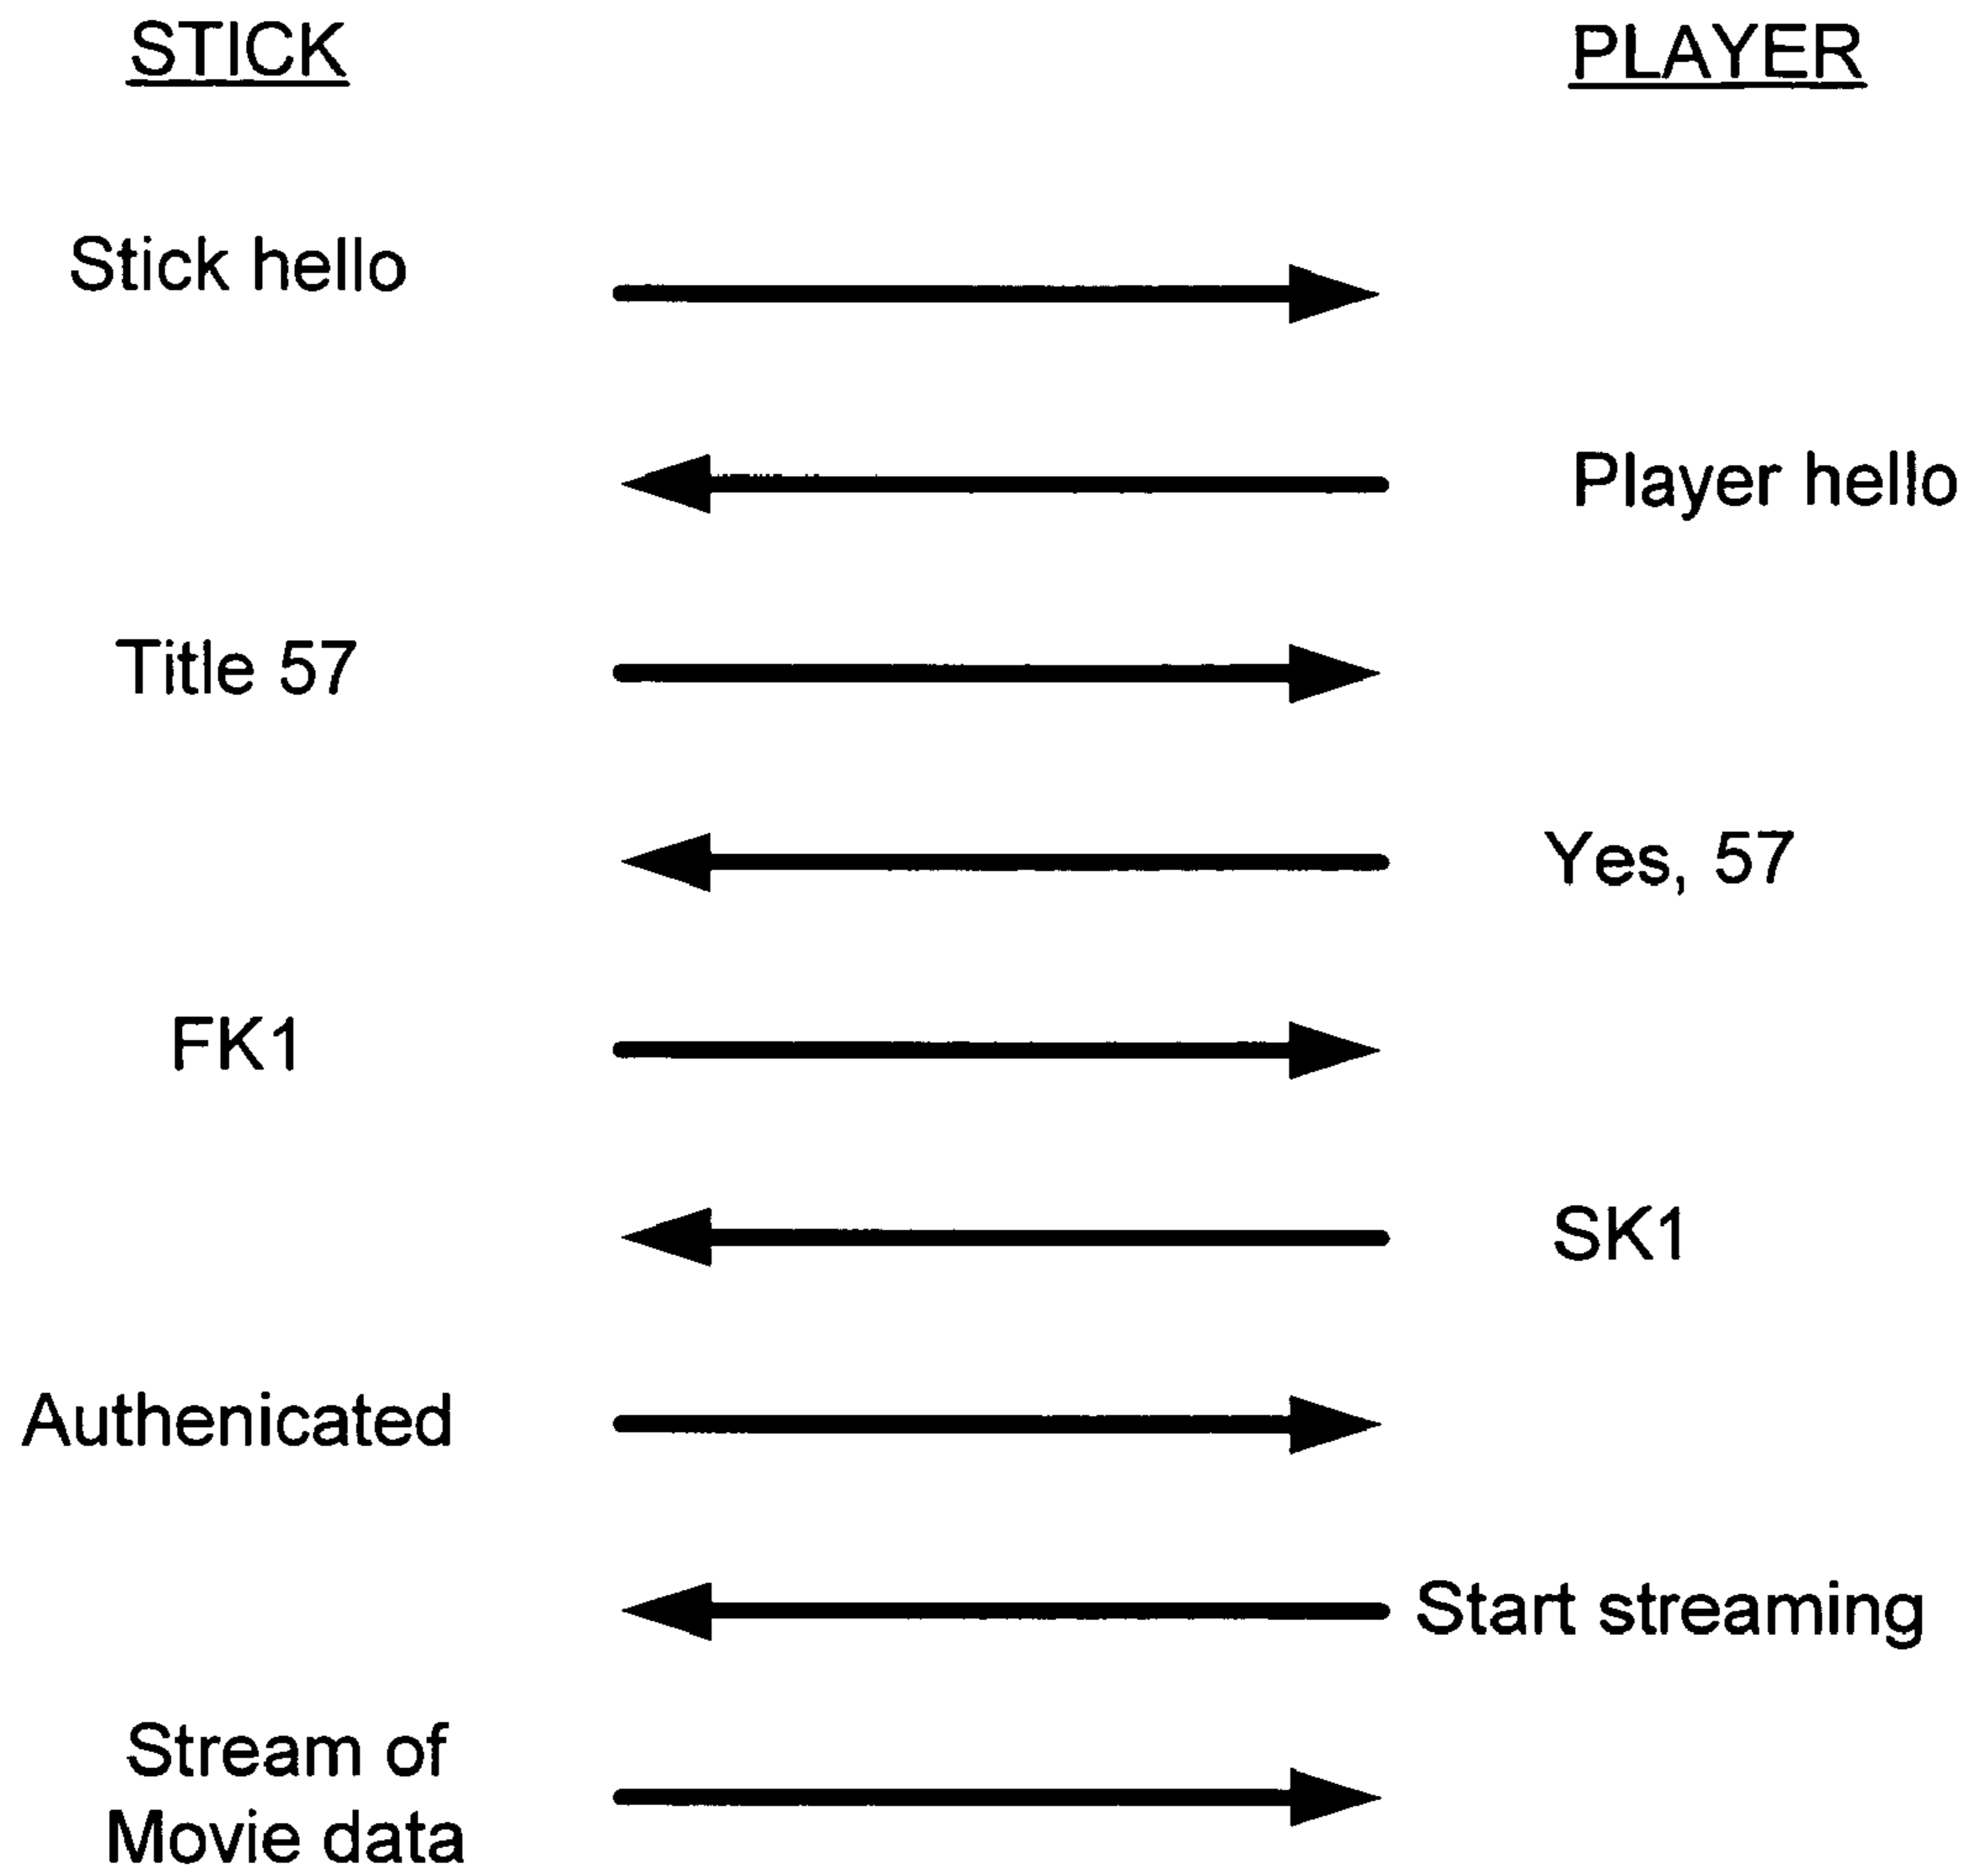 STICK
PLAYER
Stick hello
Player hello
Title 57
Yes, 57
FK1
SK1
Authenicated
Start streaming
Stream of
Movie data